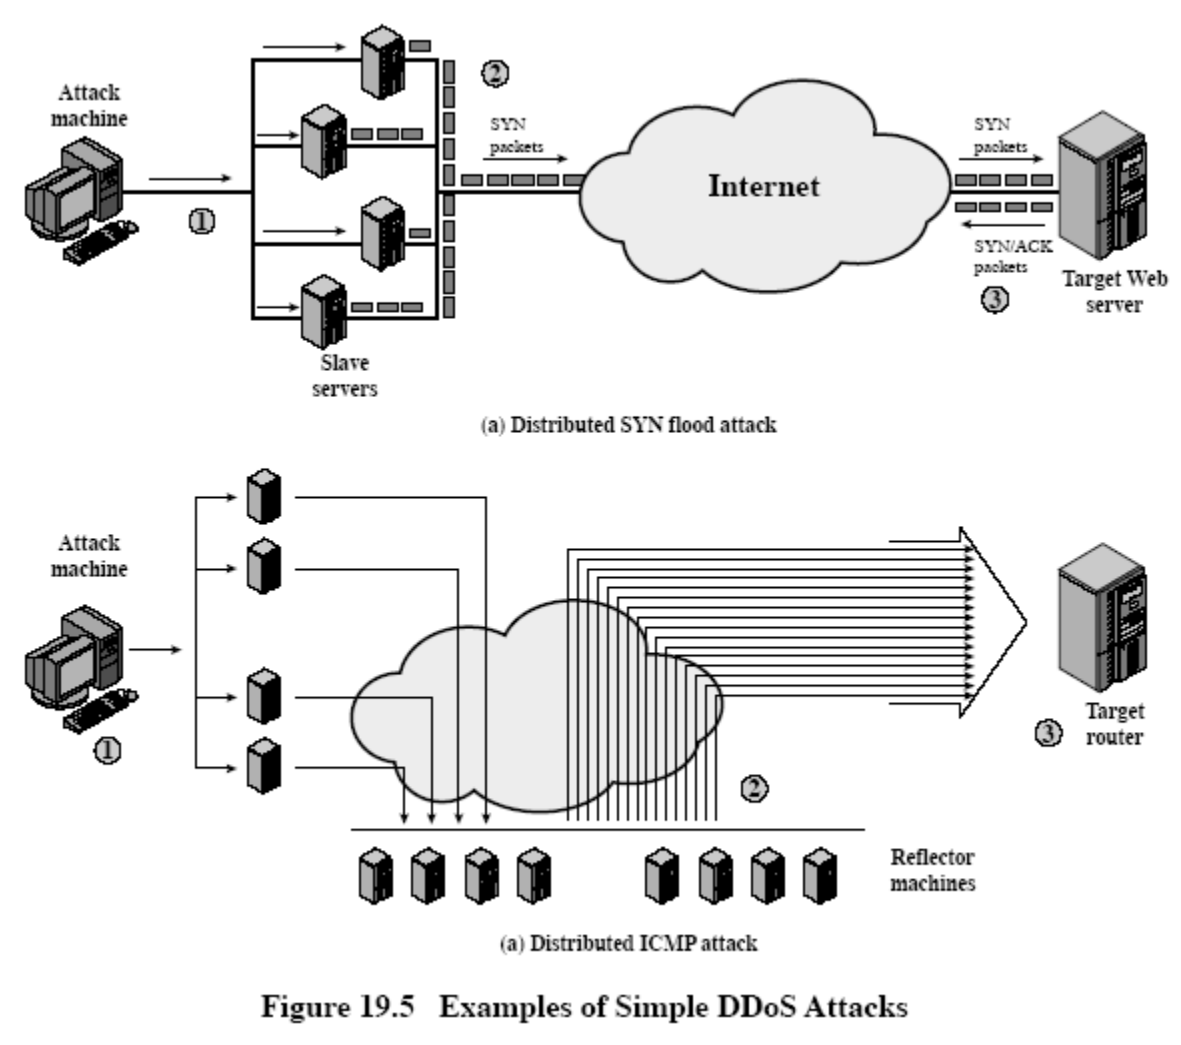 Attack
machine
1
2
SYN
packets
Internet
SYN
packets
SYN/ACK
packets
3
Target Web
server
Slave
servers
(a) Distributed SYN flood attack
Attack
machine
1
2
3
Target
router
Reflector
machines
(a) Distributed ICMP attack
Figure 19.5 Examples of Simple DDoS Attacks